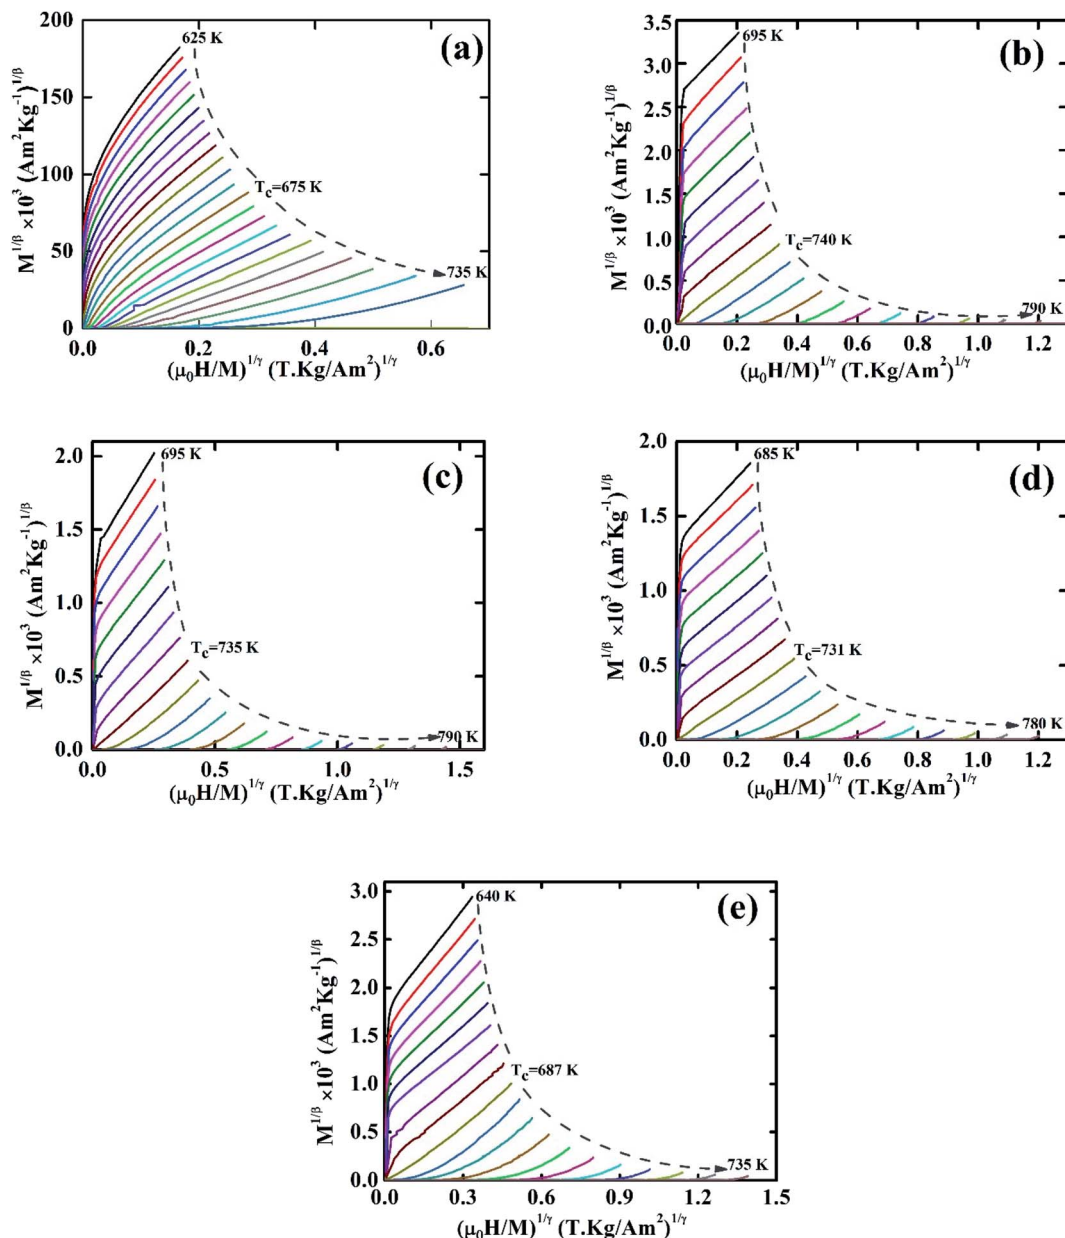 (a)
625 K
T_c=675 K
735 K
200
150
100
50
0
0.0 0.2 0.4 0.6
M^{1/β} ×10^3 (Am^2Kg^{-1})^{1/β}
(μ_0H/M)^{1/γ} (T.Kg/Am^2)^{1/γ}
(b)
695 K
T_c=740 K
790 K
3.5
3.0
2.5
2.0
1.5
1.0
0.5
0.0
0.0 0.2 0.4 0.6 0.8 1.0 1.2
M^{1/β} ×10^3 (Am^2Kg^{-1})^{1/β}
(μ_0H/M)^{1/γ} (T.Kg/Am^2)^{1/γ}
(c)
695 K
T_c=735 K
790 K
2.0
1.5
1.0
0.5
0.0
0.0 0.5 1.0 1.5
M^{1/β} ×10^3 (Am^2Kg^{-1})^{1/β}
(μ_0H/M)^{1/γ} (T.Kg/Am^2)^{1/γ}
(d)
685 K
T_c=731 K
780 K
2.0
1.5
1.0
0.5
0.0
0.0 0.2 0.4 0.6 0.8 1.0 1.2
M^{1/β} ×10^3 (Am^2Kg^{-1})^{1/β}
(μ_0H/M)^{1/γ} (T.Kg/Am^2)^{1/γ}
(e)
640 K
T_c=687 K
735 K
3.0
2.5
2.0
1.5
1.0
0.5
0.0
0.0 0.3 0.6 0.9 1.2 1.5
M^{1/β} ×10^3 (Am^2Kg^{-1})^{1/β}
(μ_0H/M)^{1/γ} (T.Kg/Am^2)^{1/γ}